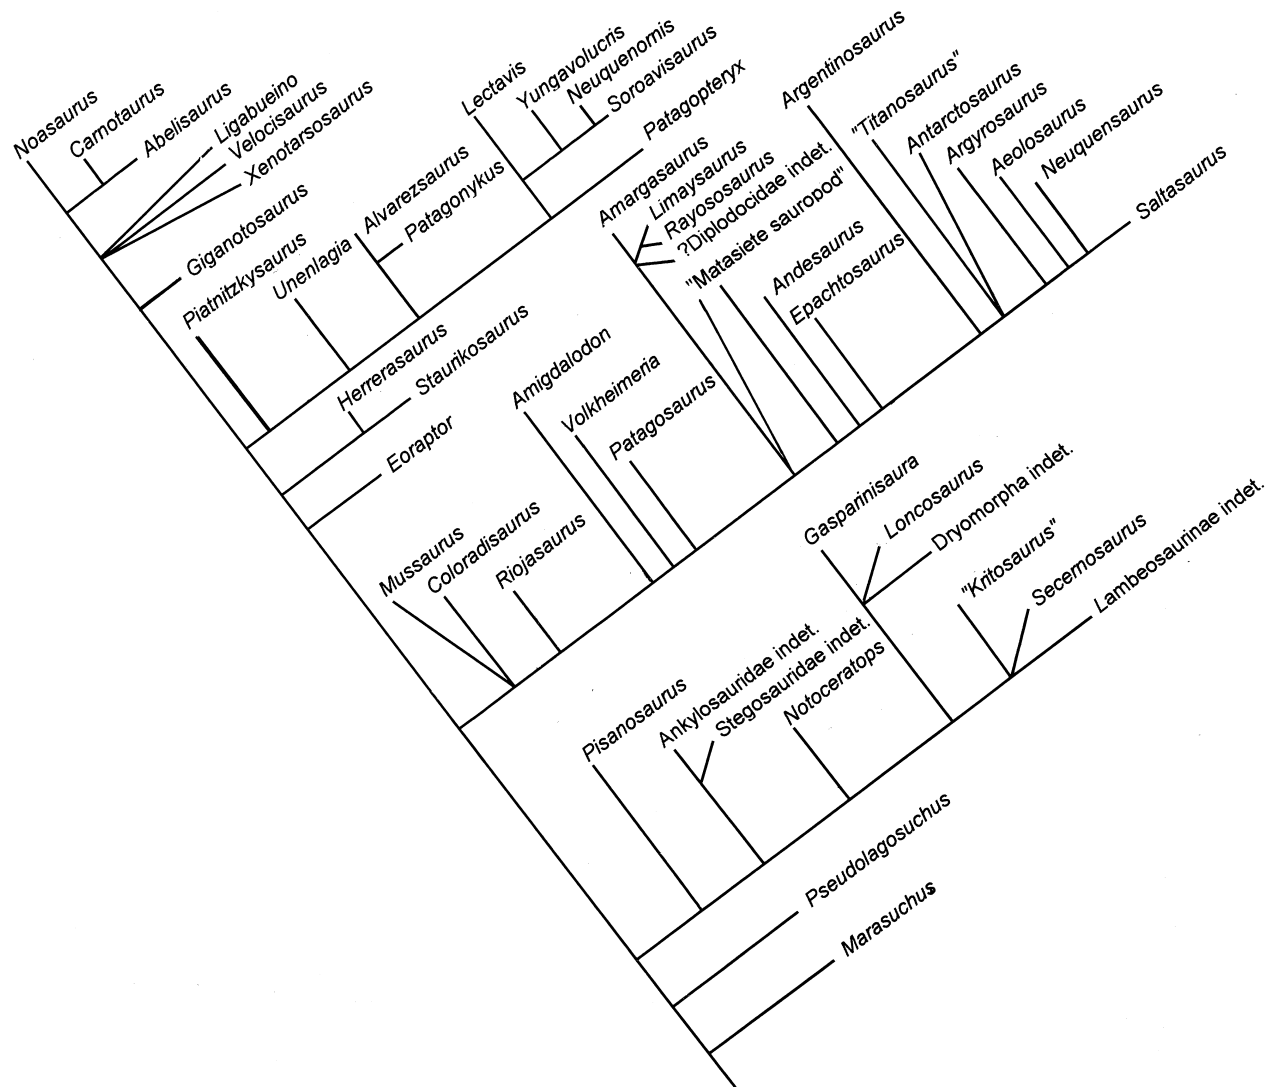 Noasaurus
Carnotaurus
Abelisaurus
Ligabueino
Velocisaurus
Xenotarsosaurus
Giganotosaurus
Piatnitzkysaurus
Unenlagia
Alvarezsaurus
Patagonykus
Lectavis
Yungavolucris
Neuquenornis
Soroavisaurus
Patagopteryx
Herrerasaurus
Staurikosaurus
Eoraptor
Mussaurus
Coloradisaurus
Riojasaurus
Amigdalodon
Volkheimeria
Patagosaurus
Amargasaurus
Limaysaurus
Rayososaurus
?Diplodocidae indet.
"Matasiete sauropod"
Andesaurus
Epachtosaurus
Argentinosaurus
"Titanosaurus"
Antarctosaurus
Argyrosaurus
Aeolosaurus
Neuquensaurus
Saltasaurus
Pisanosaurus
Ankylosauridae indet.
Stegosauridae indet.
Notoceratops
Gasparinisaura
Loncosaurus
Dryomorpha indet.
"Kritosaurus"
Secernosaurus
Lambeosaurinae indet.
Pseudolagosuchus
Marasuchus